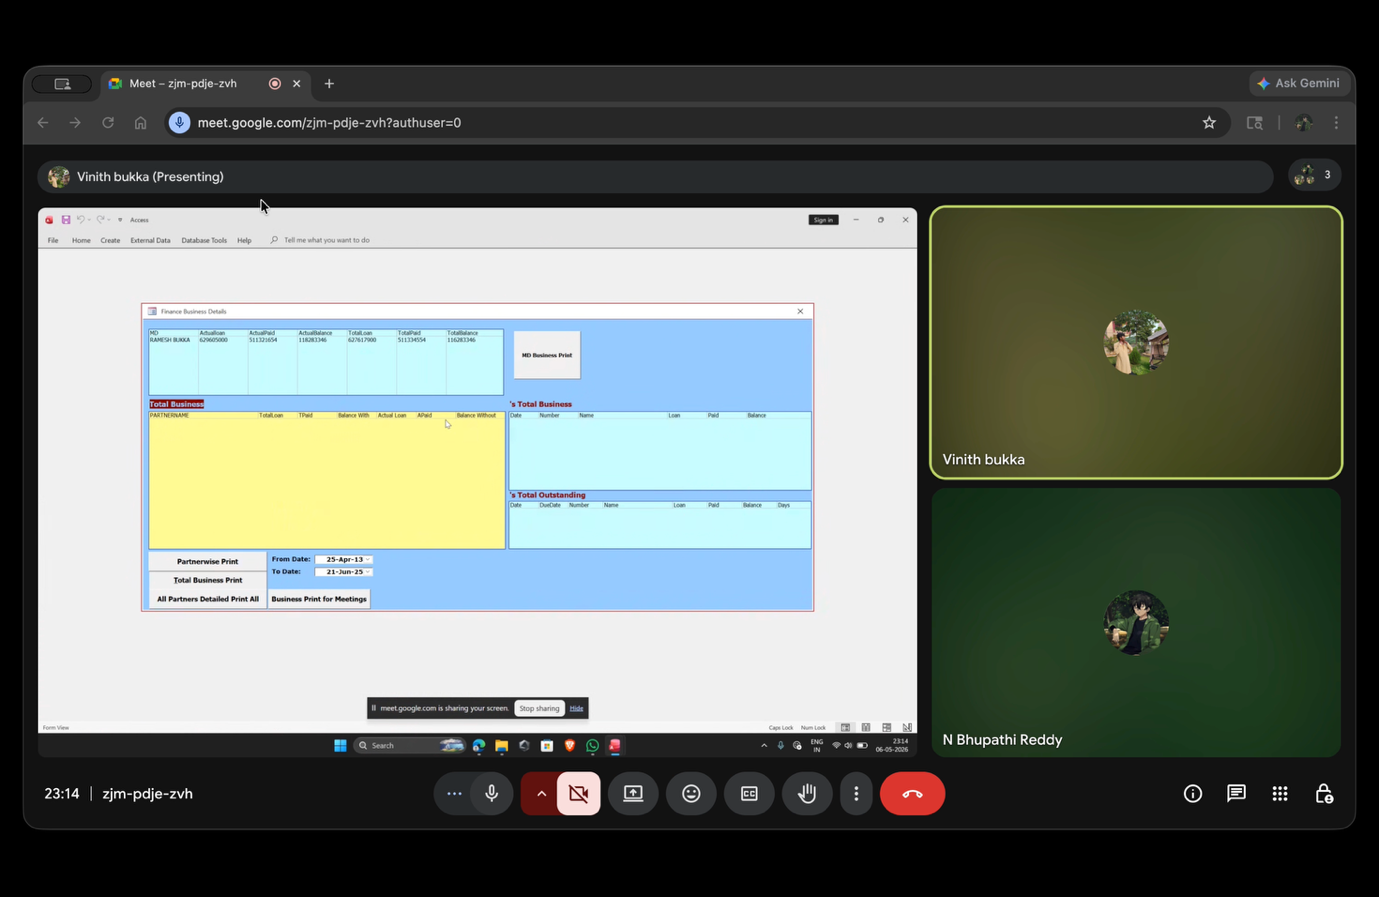 Meet – zjm-pdje-zvh
Ask Gemini
meet.google.com/zjm-pdje-zvh?authuser=0
Vinith bukka (Presenting)
3
Access
Sign in
File Home Create External Data Database Tools Help Tell me what you want to do
Finance Business Details
MD Actualloan ActualPaid ActualBalance TotalLoan TotalPaid TotalBalance
RAMESH BUKKA 629605000 511321654 118283346 627617900 511334554 116283346
MD Business Print
Total Business
's Total Business
PARTNERNAME TotalLoan TPaid Balance With Actual Loan APaid Balance Without
Date Number Name Loan Paid Balance
's Total Outstanding
Date DueDate Number Name Loan Paid Balance Days
Partnerwise Print
From Date: 25-Apr-13
To Date: 21-Jun-25
Total Business Print
All Partners Detailed Print All
Business Print for Meetings
meet.google.com is sharing your screen. Stop sharing Hide
Form View
Caps Lock Num Lock
Search
ENG
IN
23:14
06-05-2026
Vinith bukka
N Bhupathi Reddy
23:14 | zjm-pdje-zvh
CC